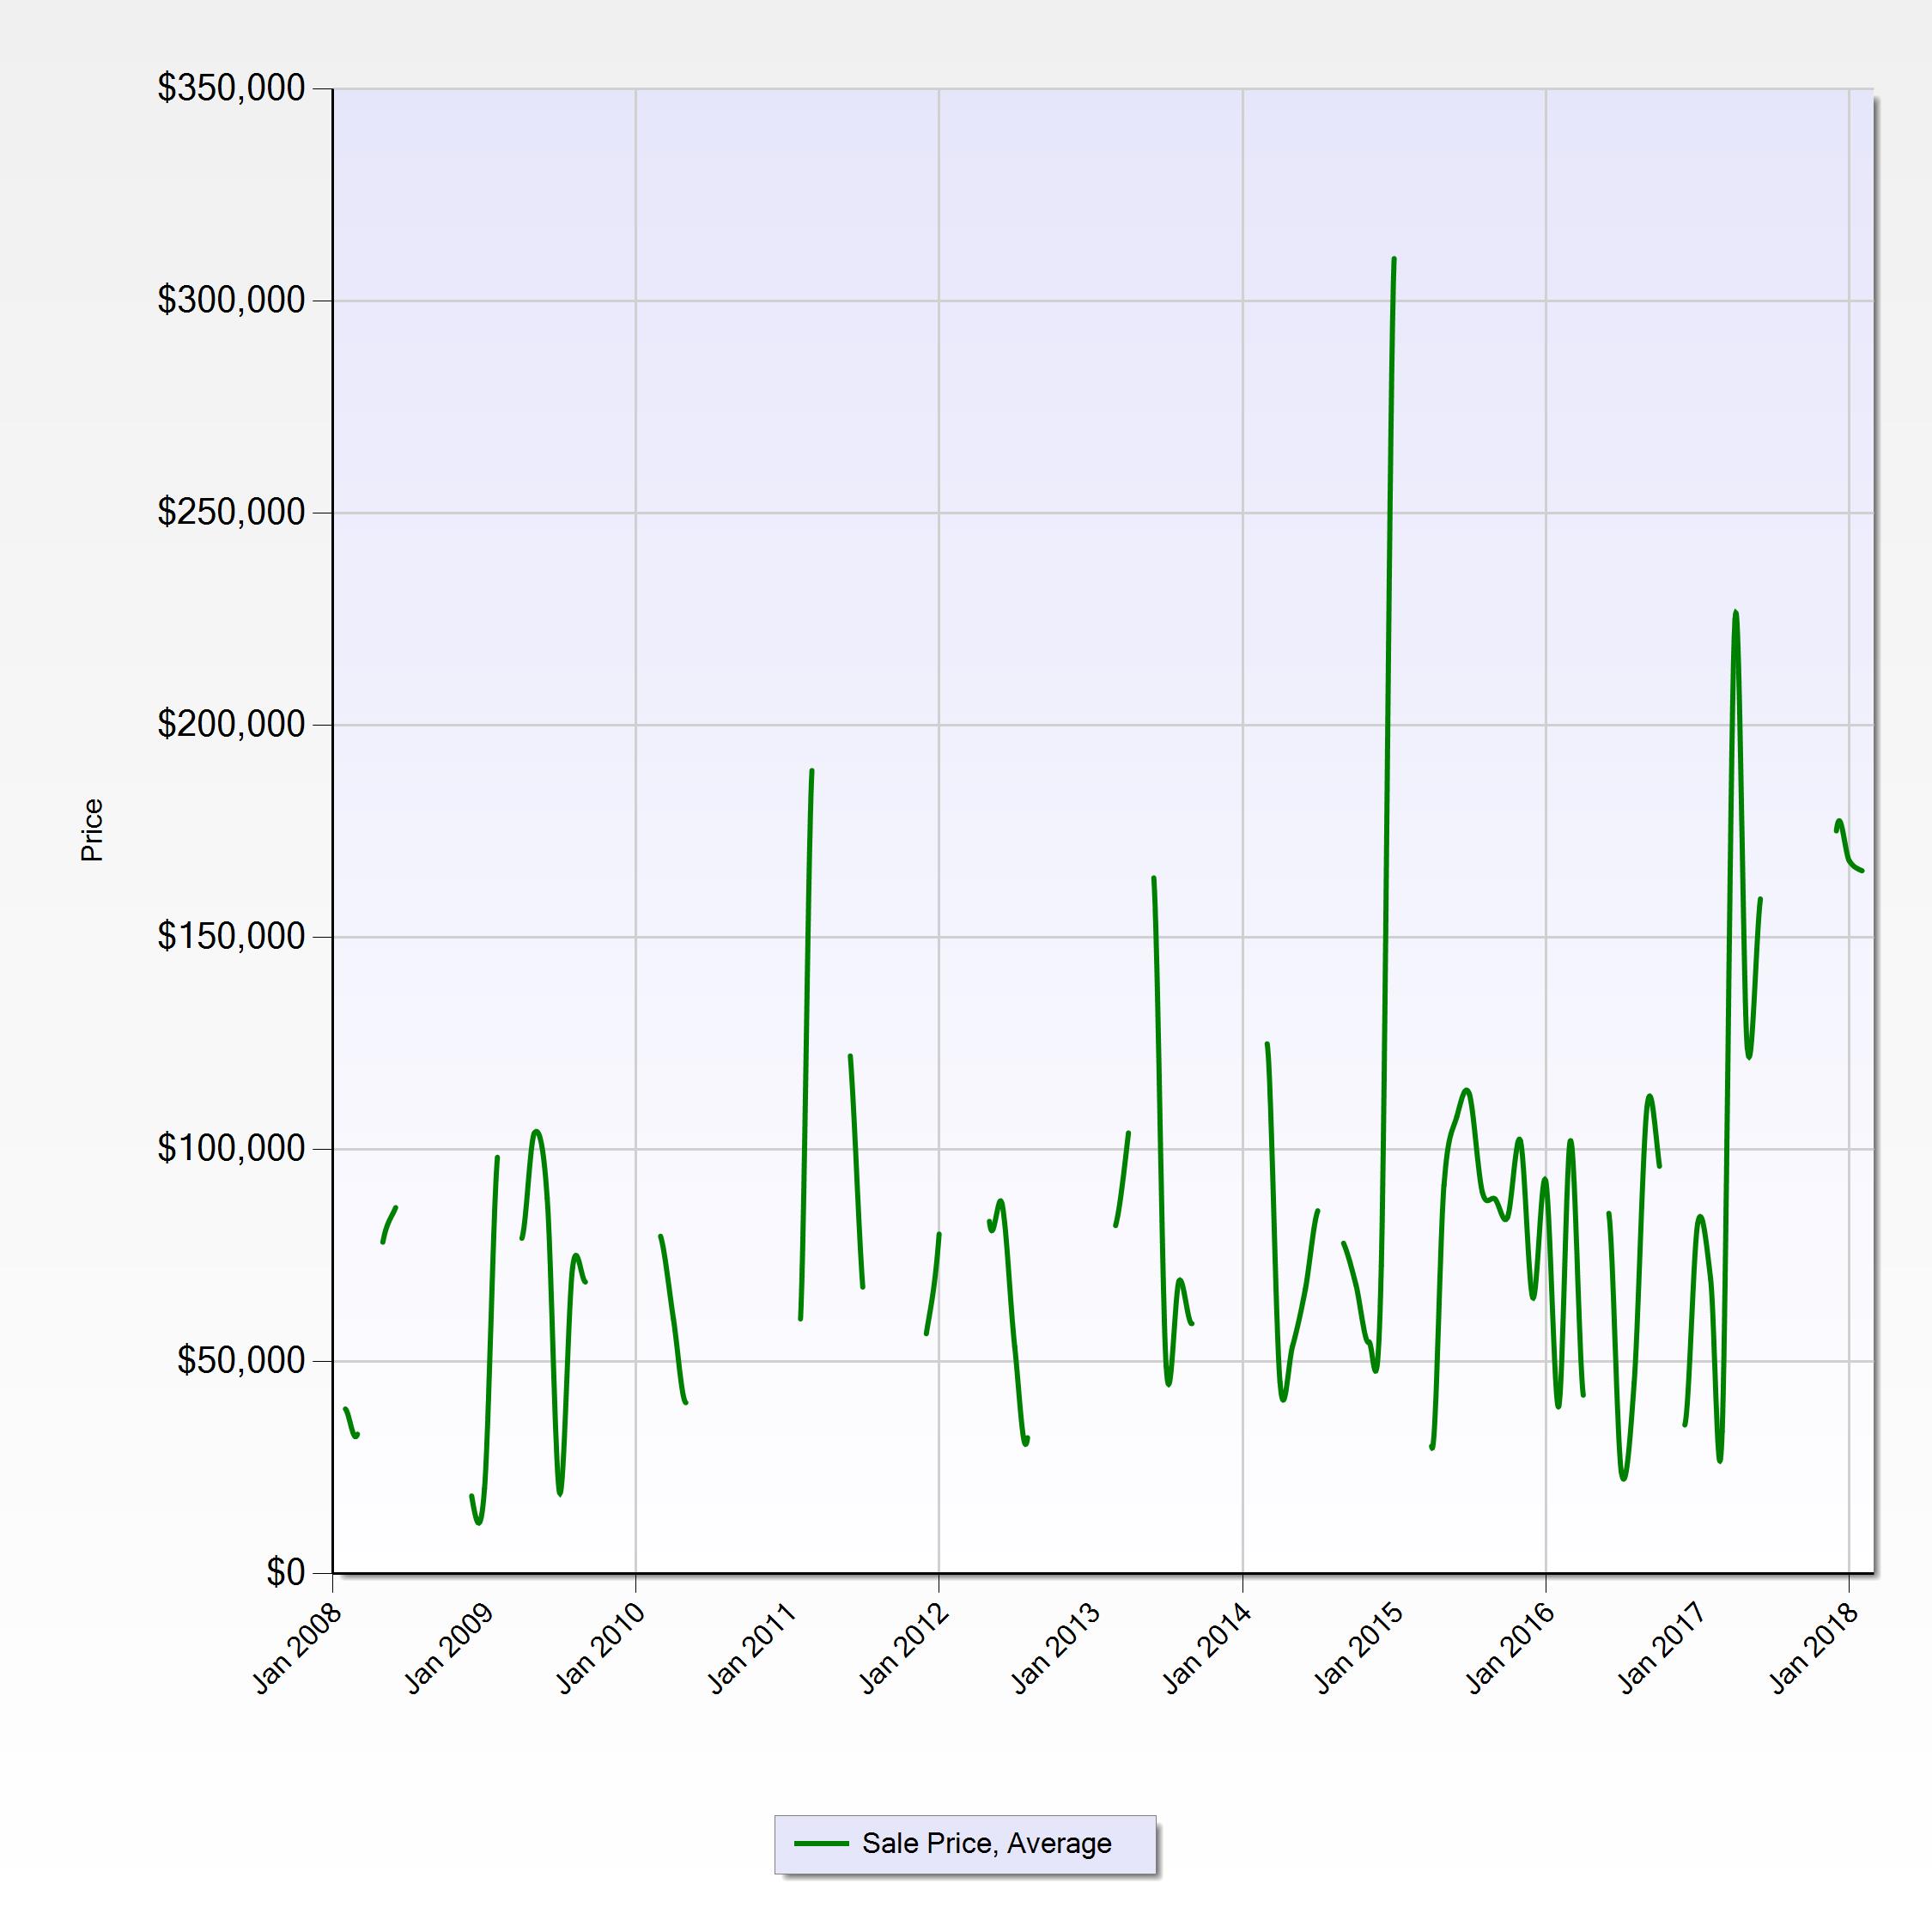 $350,000
$300,000
$250,000
$200,000
$150,000
$100,000
$50,000
$0
Price
Jan 2008
Jan 2009
Jan 2010
Jan 2011
Jan 2012
Jan 2013
Jan 2014
Jan 2015
Jan 2016
Jan 2017
Jan 2018
Sale Price, Average